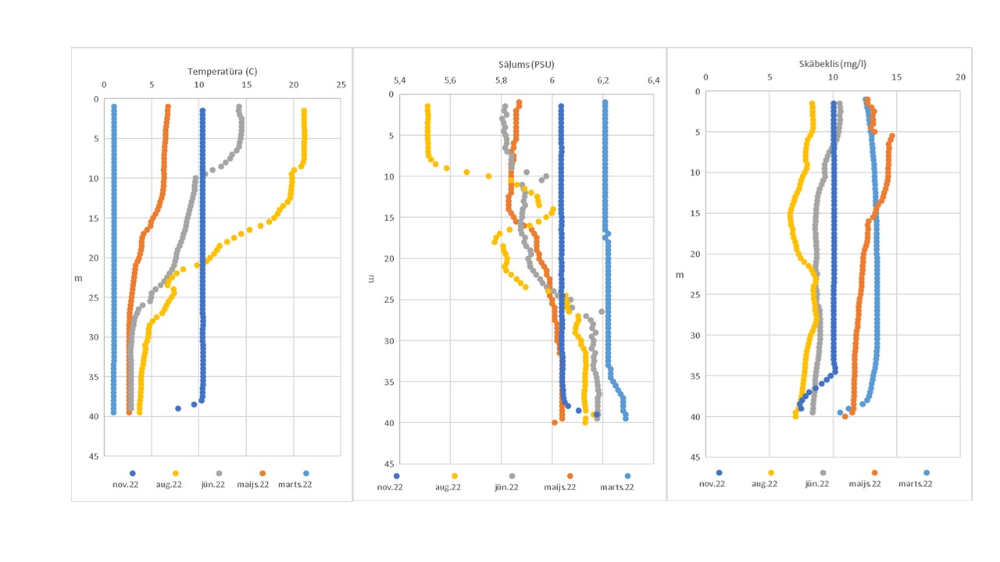 Temperatūra (C)
0 5 10 15 20 25
0
5
10
15
20
25
30
35
40
45
m
nov.22 aug.22 jūn.22 maijs.22 marts.22
Sāļums (PSU)
5,4 5,6 5,8 6 6,2 6,4
0
5
10
15
20
25
30
35
40
45
m
nov.22 aug.22 jūn.22 maijs.22 marts.22
Skābeklis (mg/l)
0 5 10 15 20
0
5
10
15
20
25
30
35
40
45
m
nov.22 aug.22 jūn.22 maijs.22 marts.22